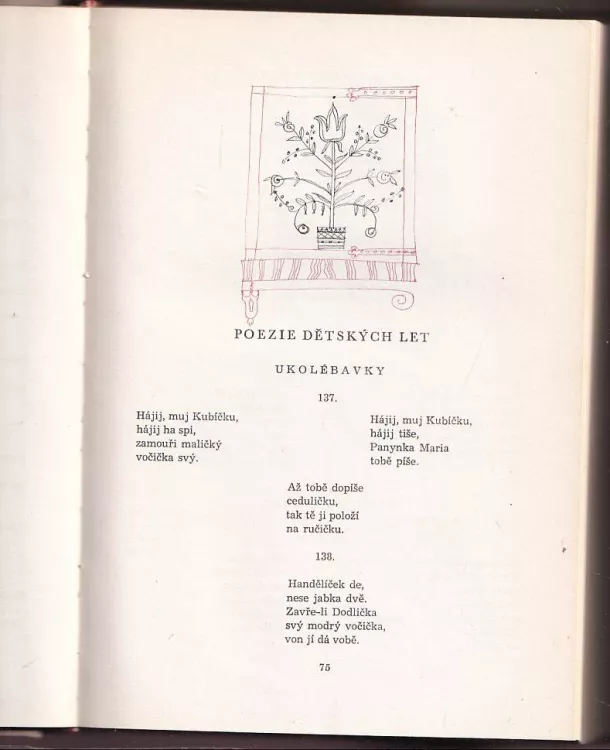 POEZIE DĚTSKÝCH LET
UKOLÉBAVKY
137.
Hájij, muj Kubíčku,
hájij ha spi,
zamouři maličký
vočička svý.
Hájij, muj Kubíčku,
hájij tiše,
Panynka Maria
tobě píše.
Až tobě dopíše
ceduličku,
tak tě ji položí
na ručičku.
138.
Handělíček de,
nese jabka dvě.
Zavře-li Dodlička
svý modrý vočička,
von jí dá vobě.
75